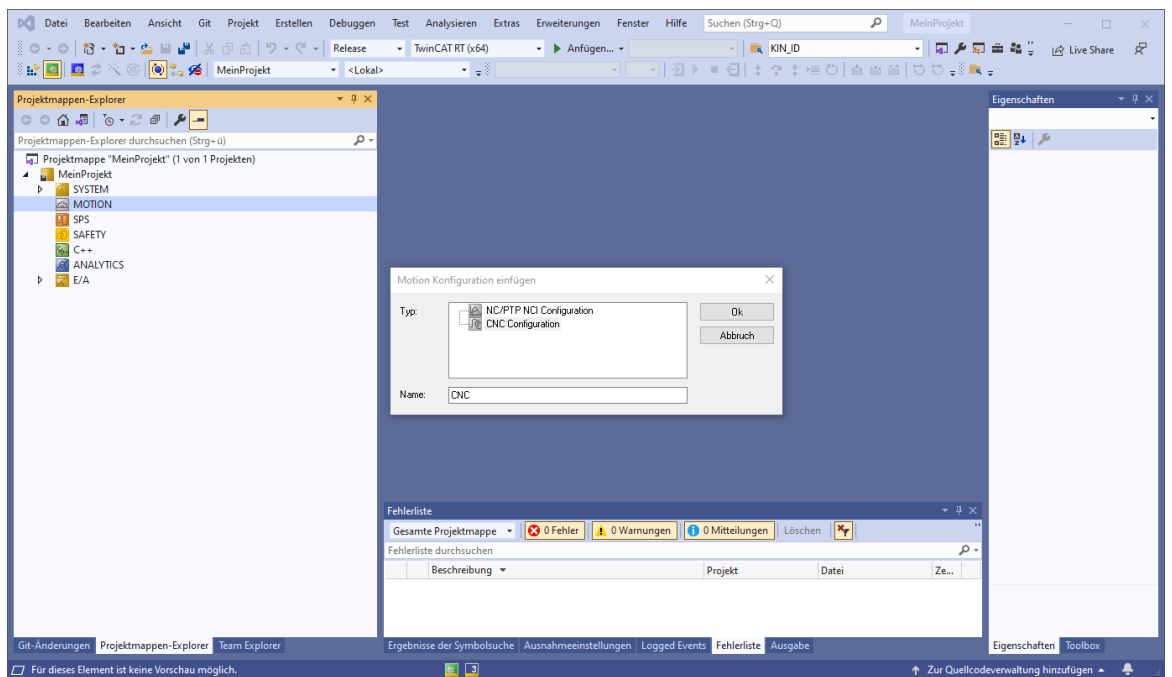 Datei Bearbeiten Ansicht Git Projekt Erstellen Debuggen Test Analysieren Extras Erweiterungen Fenster Hilfe Suchen (Strg+Q) MeinProjekt
Release TwinCAT RT (x64) Anfügen... KIN_ID Live Share
MeinProjekt <Lokal>
Projektmappen-Explorer
Projektmappen-Explorer durchsuchen (Strg+ü)
Projektmappe "MeinProjekt" (1 von 1 Projekten)
MeinProjekt
SYSTEM
MOTION
SPS
SAFETY
C++
ANALYTICS
E/A
Motion Konfiguration einfügen
Typ:
NC/PTP NCI Configuration
CNC Configuration
Ok
Abbruch
Name: CNC
Eigenschaften
Fehlerliste
Gesamte Projektmappe 0 Fehler 0 Warnungen 0 Mitteilungen Löschen
Fehlerliste durchsuchen
Beschreibung Projekt Datei Ze...
Git-Änderungen Projektmappen-Explorer Team Explorer
Ergebnisse der Symbolsuche Ausnahmeeinstellungen Logged Events Fehlerliste Ausgabe
Eigenschaften Toolbox
Für dieses Element ist keine Vorschau möglich. 3 Zur Quellcodeverwaltung hinzufügen